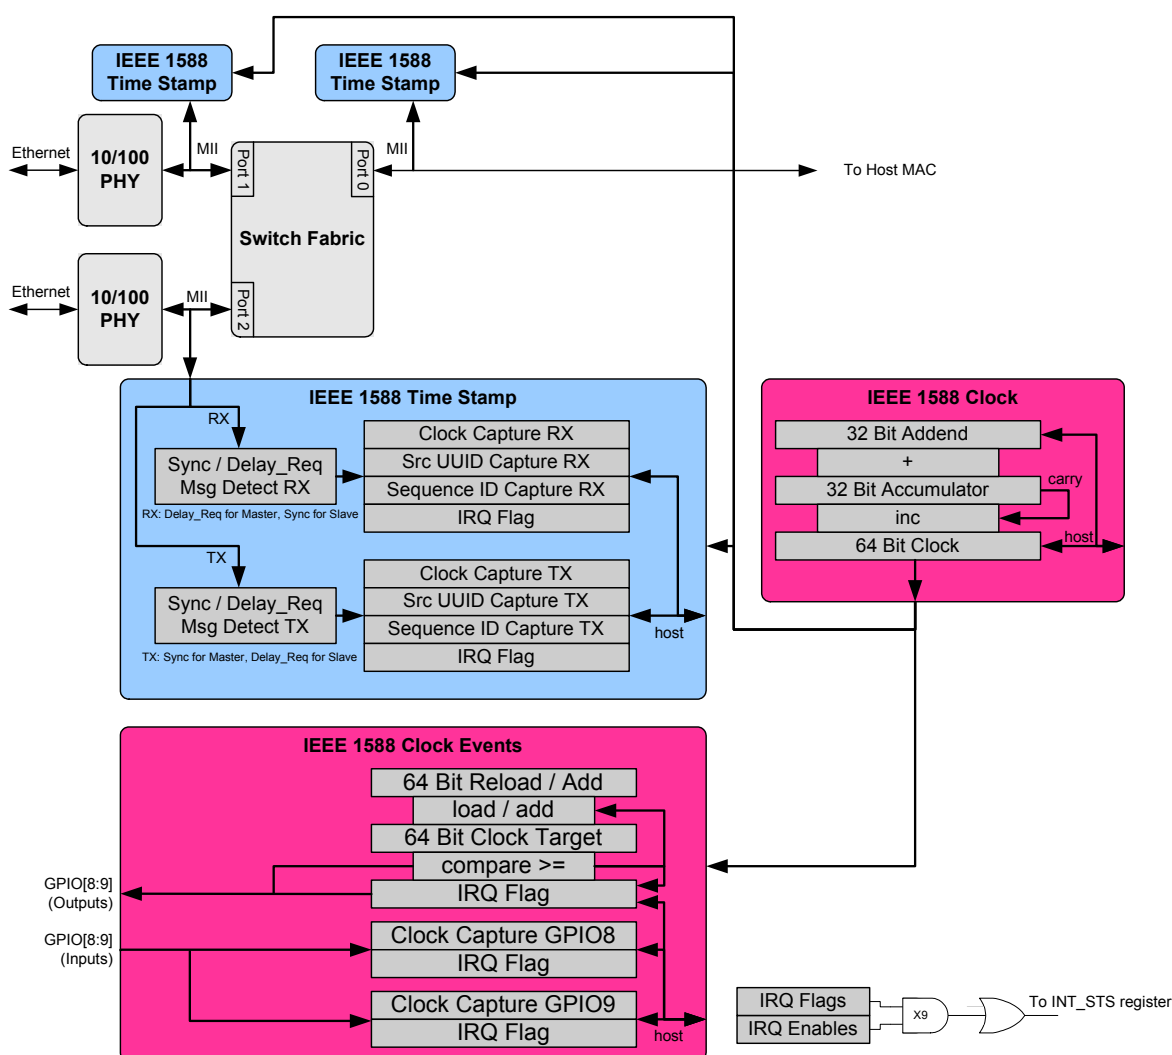 IEEE 1588
Time Stamp
IEEE 1588
Time Stamp
Ethernet
10/100
PHY
MII
Port 1
Port 0
MII
To Host MAC
Switch Fabric
Ethernet
10/100
PHY
MII
Port 2
IEEE 1588 Time Stamp
RX
Sync / Delay_Req
Msg Detect RX
RX: Delay_Req for Master, Sync for Slave
Clock Capture RX
Src UUID Capture RX
Sequence ID Capture RX
IRQ Flag
TX
Sync / Delay_Req
Msg Detect TX
TX: Sync for Master, Delay_Req for Slave
Clock Capture TX
Src UUID Capture TX
Sequence ID Capture TX
IRQ Flag
host
IEEE 1588 Clock
32 Bit Addend
+
32 Bit Accumulator
carry
inc
64 Bit Clock
host
IEEE 1588 Clock Events
64 Bit Reload / Add
load / add
64 Bit Clock Target
compare >=
IRQ Flag
GPIO[8:9]
(Outputs)
GPIO[8:9]
(Inputs)
Clock Capture GPIO8
IRQ Flag
Clock Capture GPIO9
IRQ Flag
host
IRQ Flags
IRQ Enables
X9
To INT_STS register